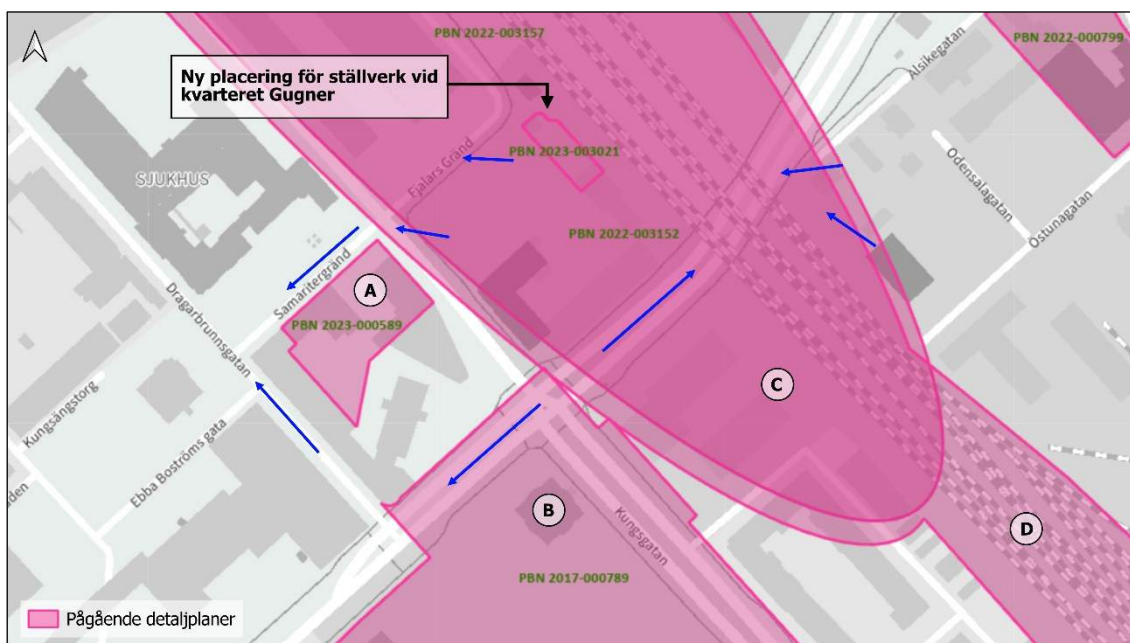 PBN 2022-003157
PBN 2022-000799
Ny placering för ställverk vid
kvarteret Gugner
Alsikegatan
PBN 2023-003021
Fjalars Gränd
SJUKHUS
Odensalagatan
Östunagatan
PBN 2022-003152
Samaritergränd
A
Dragarbrunnsgatan
PBN 2023-000589
Kungsängstorg
C
Ebba Boströms gata
aden
B
Kungsgatan
D
PBN 2017-000789
Pågående detaljplaner